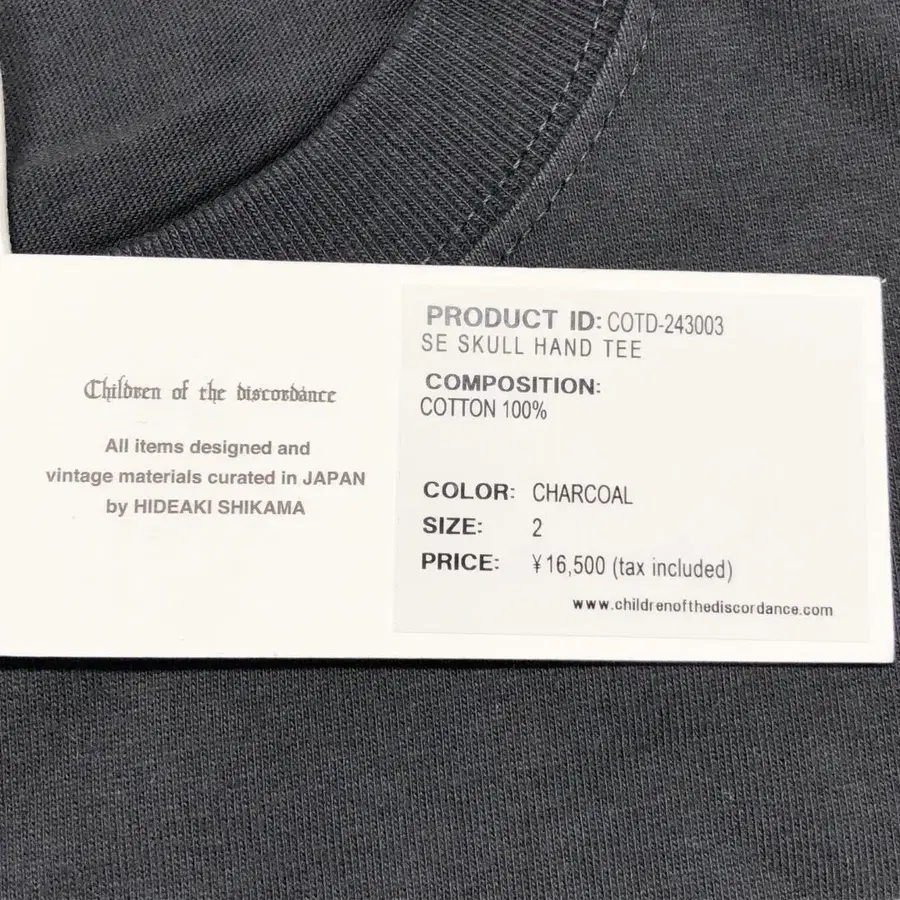 Children of the discordance
All items designed and
vintage materials curated in JAPAN
by HIDEAKI SHIKAMA
PRODUCT ID: COTD-243003
SE SKULL HAND TEE
COMPOSITION:
COTTON 100%
COLOR: CHARCOAL
SIZE: 2
PRICE: ¥16,500 (tax included)
www.childrenofthediscordance.com